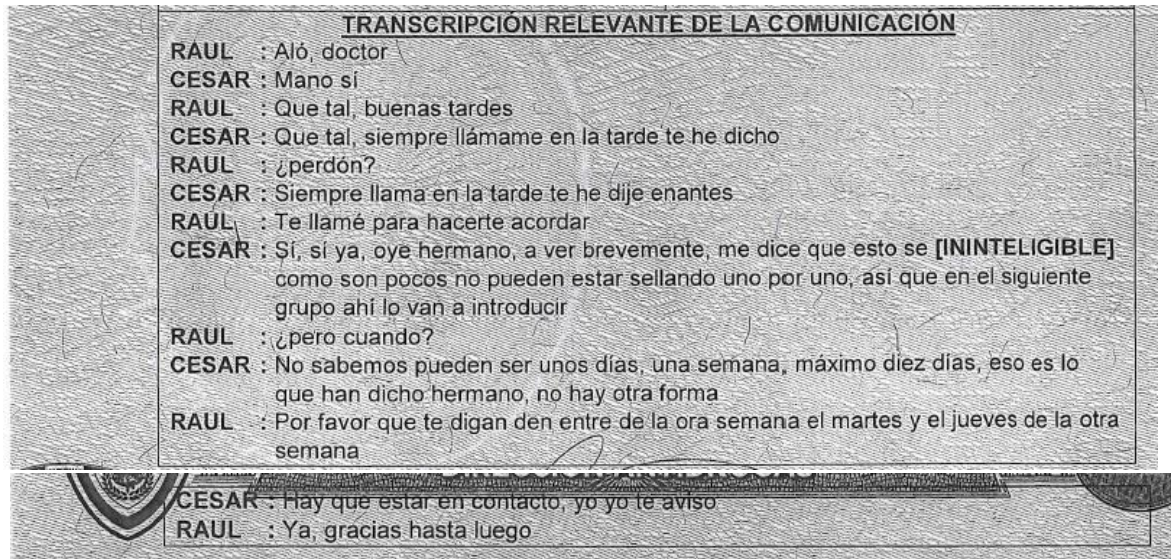 TRANSCRIPCIÓN RELEVANTE DE LA COMUNICACIÓN
RAUL : Aló, doctor
CESAR : Mano sí
RAUL : Que tal, buenas tardes
CESAR : Que tal, siempre llámame en la tarde te he dicho
RAUL : ¿perdón?
CESAR : Siempre llama en la tarde te he dije enantes
RAUL : Te llamé para hacerte acordar
CESAR : Sí, sí ya, oye hermano, a ver brevemente, me dice que esto se [ININTELIGIBLE]
como son pocos no pueden estar sellando uno por uno, así que en el siguiente
grupo ahí lo van a introducir
RAUL : ¿pero cuando?
CESAR : No sabemos pueden ser unos días, una semana, máximo diez días, eso es lo
que han dicho hermano, no hay otra forma
RAUL : Por favor que te digan den entre de la ora semana el martes y el jueves de la otra
semana
CESAR : Hay que estar en contacto, yo yo te aviso
RAUL : Ya, gracias hasta luego